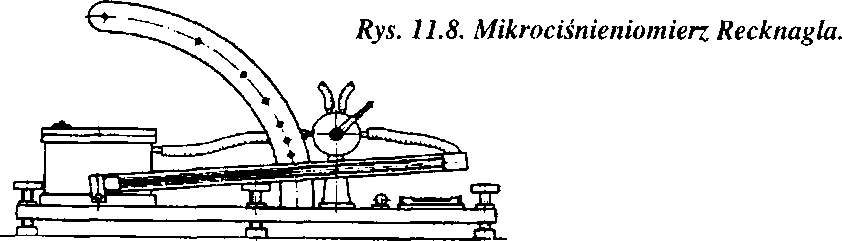 Rys. 11.8. Mikrociśnieniomierz Recknagla.